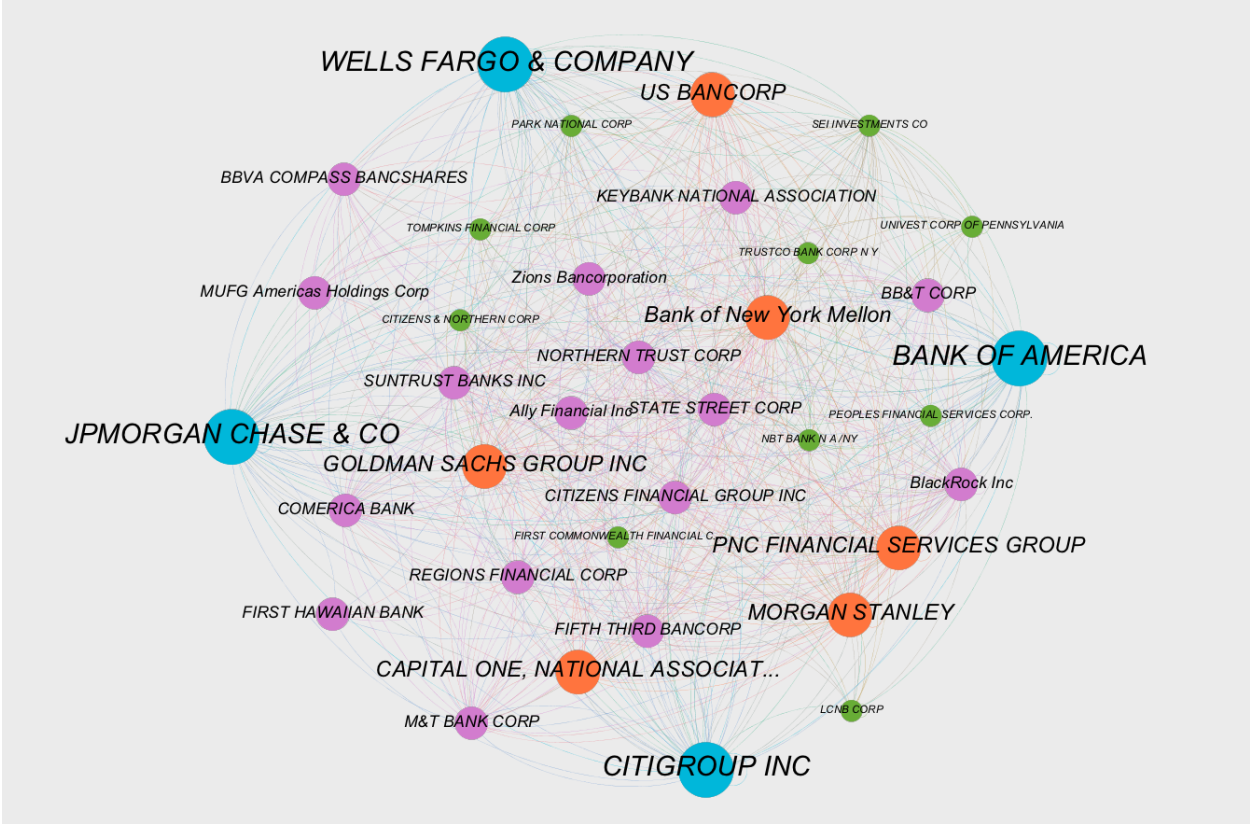 WELLS FARGO & COMPANY
US BANCORP
PARK NATIONAL CORP
SEI INVESTMENTS CO
BBVA COMPASS BANCSHARES
KEYBANK NATIONAL ASSOCIATION
TOMPKINS FINANCIAL CORP
UNIVEST CORP OF PENNSYLVANIA
TRUSTCO BANK CORP N Y
Zions Bancorporation
MUFG Americas Holdings Corp
BB&T CORP
CITIZENS & NORTHERN CORP
Bank of New York Mellon
NORTHERN TRUST CORP
BANK OF AMERICA
SUNTRUST BANKS INC
Ally Financial Inc
STATE STREET CORP
PEOPLES FINANCIAL SERVICES CORP.
JPMORGAN CHASE & CO
NBT BANK N A /NY
GOLDMAN SACHS GROUP INC
BlackRock Inc
CITIZENS FINANCIAL GROUP INC
COMERICA BANK
FIRST COMMONWEALTH FINANCIAL C...
PNC FINANCIAL SERVICES GROUP
REGIONS FINANCIAL CORP
FIRST HAWAIIAN BANK
MORGAN STANLEY
FIFTH THIRD BANCORP
CAPITAL ONE, NATIONAL ASSOCIAT...
LCNB CORP
M&T BANK CORP
CITIGROUP INC